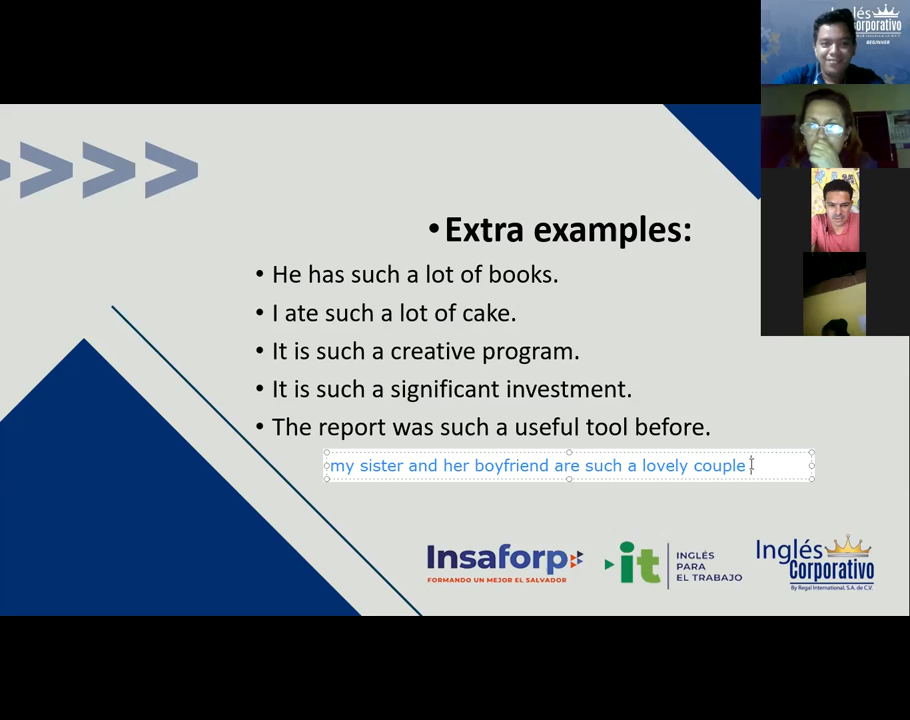 Inglés
Corporativo
BEGINNER
•Extra examples:
• He has such a lot of books.
• I ate such a lot of cake.
• It is such a creative program.
• It is such a significant investment.
• The report was such a useful tool before.
my sister and her boyfriend are such a lovely couple
Insaforp
FORMANDO UN MEJOR EL SALVADOR
it
INGLÉS
PARA
EL TRABAJO
Inglés
Corporativo
By Regal International, S.A. de C.V.